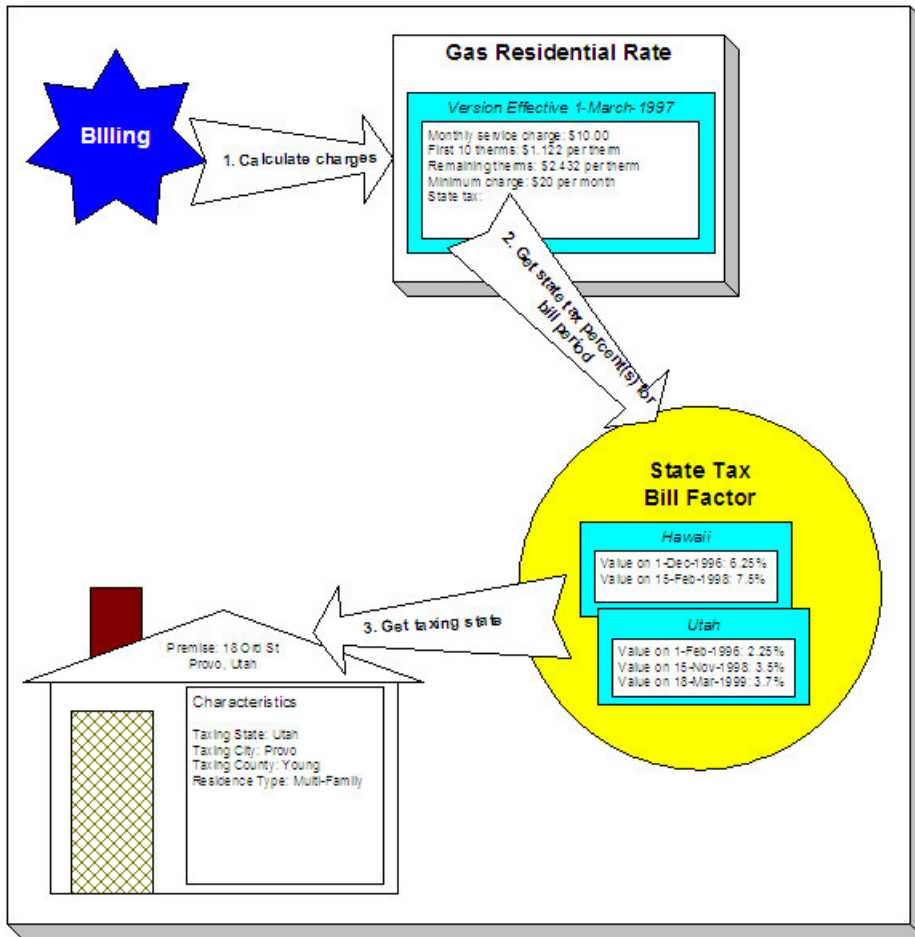 Gas Residential Rate
Version Effective 1-March-1997
Billing
Monthly service charge: $10.00
First 10 therms: $1.122 per therm
Remaining therms: $2.432 per therm
Minimum charge: $20 per month
State tax:
1. Calculate charges
2. Get state tax percent(s) for
bill period
State Tax
Bill Factor
Hawaii
Value on 1-Dec-1996: 6.25%
Value on 15-Feb-1998: 7.5%
Utah
Value on 1-Feb-1996: 2.25%
Value on 15-Nov-1998: 3.5%
Value on 18-Mar-1999: 3.7%
3. Get taxing state
Premise: 18 Ord St
Provo, Utah
Characteristics
Taxing State: Utah
Taxing City: Provo
Taxing County: Young
Residence Type: Multi-Family